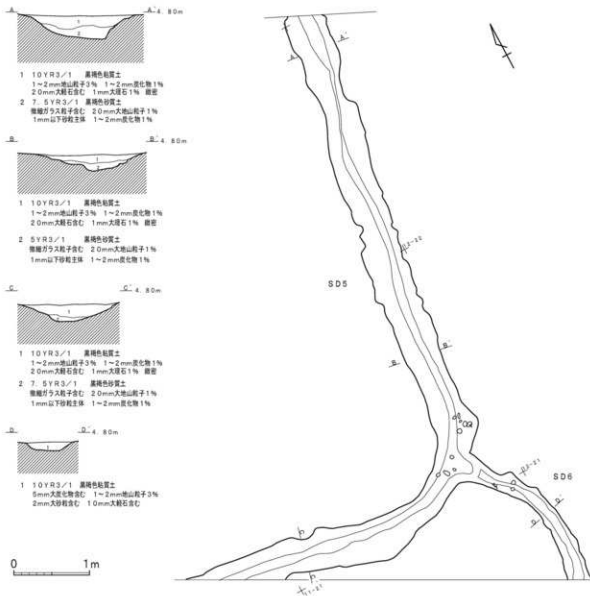 A A' 4.80m
1
2
1 10YR3/1 黒褐色粘質土
1~2mm地山粒子3% 1~2mm炭化物1%
20mm大軽石含む 1mm大理石1% 緻密
2 7.5YR3/1 黒褐色砂質土
微細ガラス粒子含む 20mm大地山粒子1%
1mm以下砂粒主体 1~2mm炭化物1%
B B' 4.80m
1
2
1 10YR3/1 黒褐色粘質土
1~2mm地山粒子3% 1~2mm炭化物1%
20mm大軽石含む 1mm大理石1% 緻密
2 5YR3/1 黒褐色砂質土
微細ガラス粒子含む 20mm大地山粒子1%
1mm以下砂粒主体 1~2mm炭化物1%
C C' 4.80m
1
2
1 10YR3/1 黒褐色粘質土
1~2mm地山粒子3% 1~2mm炭化物1%
20mm大軽石含む 1mm大理石1% 緻密
2 7.5YR3/1 黒褐色砂質土
微細ガラス粒子含む 20mm大地山粒子1%
1mm以下砂粒主体 1~2mm炭化物1%
D D' 4.80m
1
1 10YR3/1 黒褐色粘質土
5mm大炭化物含む 1~2mm地山粒子3%
2mm大砂粒含む 10mm大軽石含む
0 1m
A A'
SD5
B B'
SD6
D D'